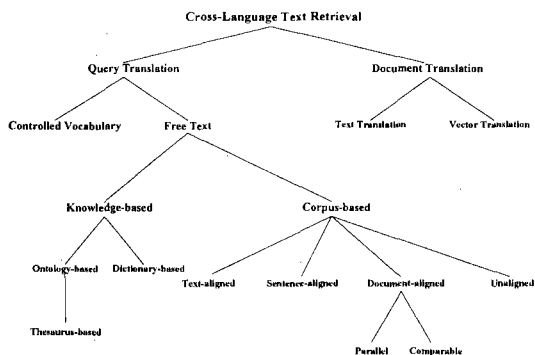 Cross-Language Text Retrieval
Query Translation
Document Translation
Controlled Vocabulary
Free Text
Text Translation
Vector Translation
Knowledge-based
Corpus-based
Ontology-based
Dictionary-based
Text-aligned
Sentence-aligned
Document-aligned
Unaligned
Thesaurus-based
Parallel
Comparable